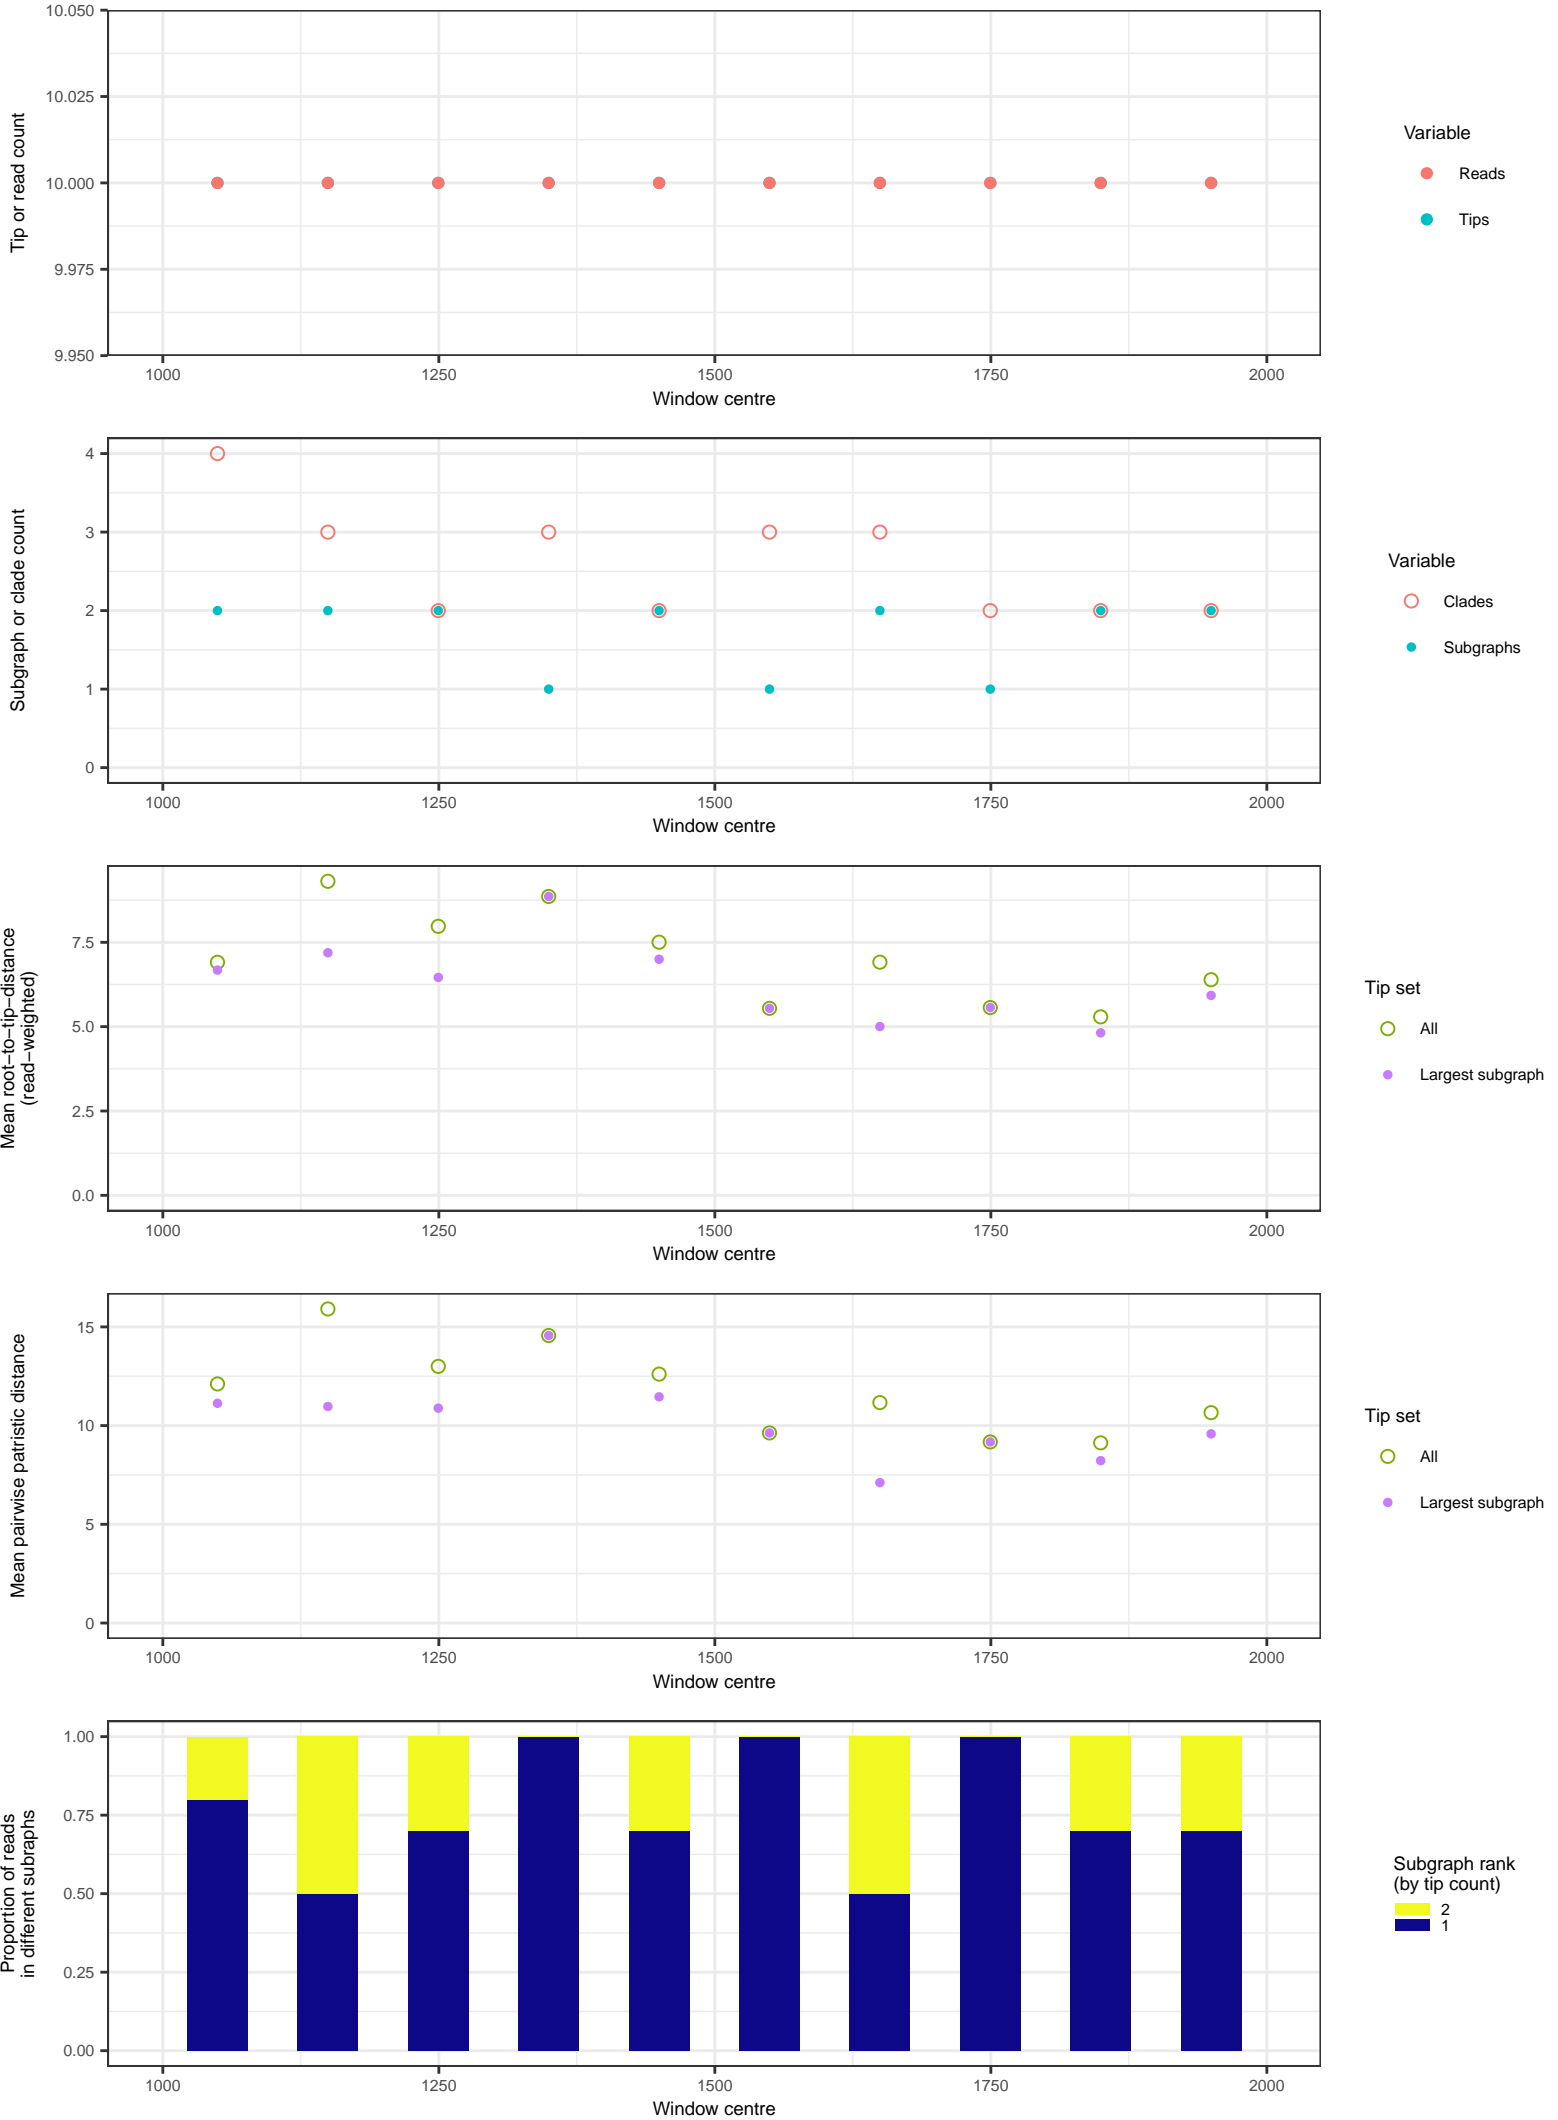 10.050
10.025
10.000
9.975
9.950
Tip or read count
1000 1250 1500 1750 2000
Window centre
Variable
Reads
Tips
4
3
2
1
0
Subgraph or clade count
1000 1250 1500 1750 2000
Window centre
Variable
Clades
Subgraphs
7.5
5.0
2.5
0.0
Mean root−to−tip−distance
(read−weighted)
1000 1250 1500 1750 2000
Window centre
Tip set
All
Largest subgraph
15
10
5
0
Mean pairwise patristic distance
1000 1250 1500 1750 2000
Window centre
Tip set
All
Largest subgraph
1.00
0.75
0.50
0.25
0.00
Proportion of reads
in different subraphs
1000 1250 1500 1750 2000
Window centre
Subgraph rank
(by tip count)
2
1